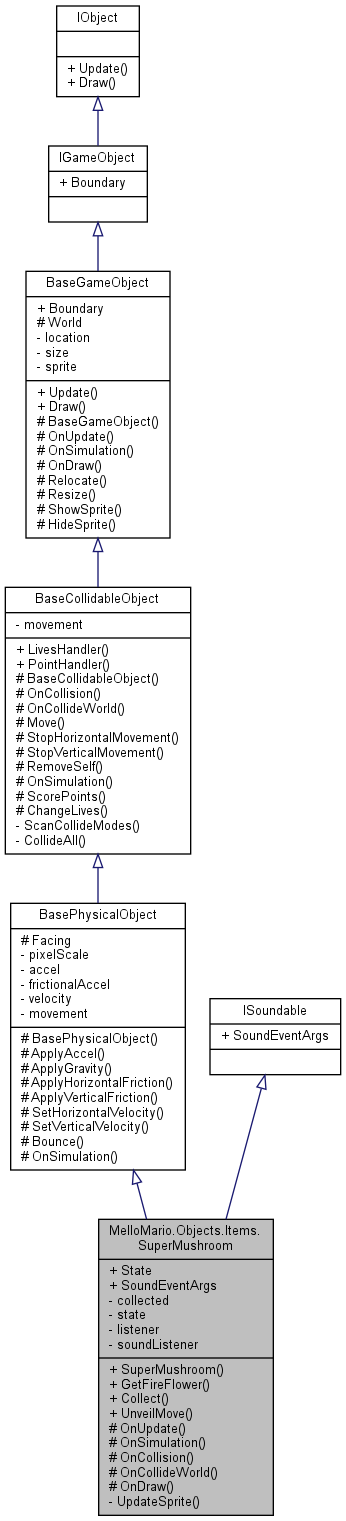 IObject
+ Update()
+ Draw()
IGameObject
+ Boundary
BaseGameObject
+ Boundary
# World
- location
- size
- sprite
+ Update()
+ Draw()
# BaseGameObject()
# OnUpdate()
# OnSimulation()
# OnDraw()
# Relocate()
# Resize()
# ShowSprite()
# HideSprite()
BaseCollidableObject
- movement
+ LivesHandler()
+ PointHandler()
# BaseCollidableObject()
# OnCollision()
# OnCollideWorld()
# Move()
# StopHorizontalMovement()
# StopVerticalMovement()
# RemoveSelf()
# OnSimulation()
# ScorePoints()
# ChangeLives()
- ScanCollideModes()
- CollideAll()
BasePhysicalObject
# Facing
- pixelScale
- accel
- frictionalAccel
- velocity
- movement
# BasePhysicalObject()
# ApplyAccel()
# ApplyGravity()
# ApplyHorizontalFriction()
# ApplyVerticalFriction()
# SetHorizontalVelocity()
# SetVerticalVelocity()
# Bounce()
# OnSimulation()
ISoundable
+ SoundEventArgs
MelloMario.Objects.Items.
SuperMushroom
+ State
+ SoundEventArgs
- collected
- state
- listener
- soundListener
+ SuperMushroom()
+ GetFireFlower()
+ Collect()
+ UnveilMove()
# OnUpdate()
# OnSimulation()
# OnCollision()
# OnCollideWorld()
# OnDraw()
- UpdateSprite()